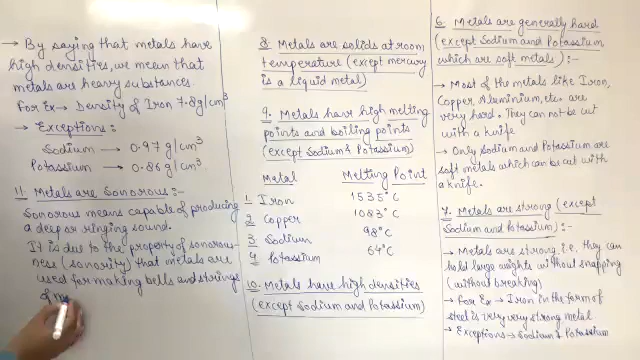 → By saying that metals have
high densities, we mean that
metals are heavy substances
For Ex → Density of Iron 7.8g/cm³
→ Exceptions :
Sodium → 0.97 g/cm³
Potassium → 0.86 g/cm³
11. Metals are Sonorous :-
Sonorous means capable of producing
a deep or ringing sound.
It is due to the property of sonorous-
ness (sonority) that metals are
used for making bells and strings
of
8. Metals are solids at room
temperature (except mercury
is a liquid metal)
9. Metals have high melting
points and boiling points
(except Sodium & Potassium)
Metal Melting Point
1 Iron 1535°C
2 Copper 1083°C
3 Sodium 98°C
4 Potassium 64°C
10. Metals have high densities
(except Sodium and Potassium)
6. Metals are generally hard
(except Sodium and Potassium
which are soft metals) :-
→ Most of the metals like Iron,
Copper, Aluminium, etc. are
very hard. They can not be cut
with a knife
→ Only Sodium and Potassium are
soft metals which can be cut with
a knife.
7. Metals are strong (except
Sodium and Potassium) :-
→ Metals are strong i.e, they can
hold large weights without snapping
(without breaking)
→ For Ex → Iron in the form of
steel is very very strong metal
→ Exceptions → Sodium & Potassium